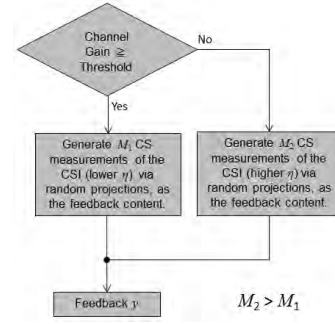 Channel
Gain ≧
Threshold
No
Yes
Generate M₁ CS
measurements of the
CSI (lower η) via
random projections, as
the feedback content.
Generate M₂ CS
measurements of the
CSI (higher η) via
random projections, as
the feedback content.
Feedback y
M₂ > M₁